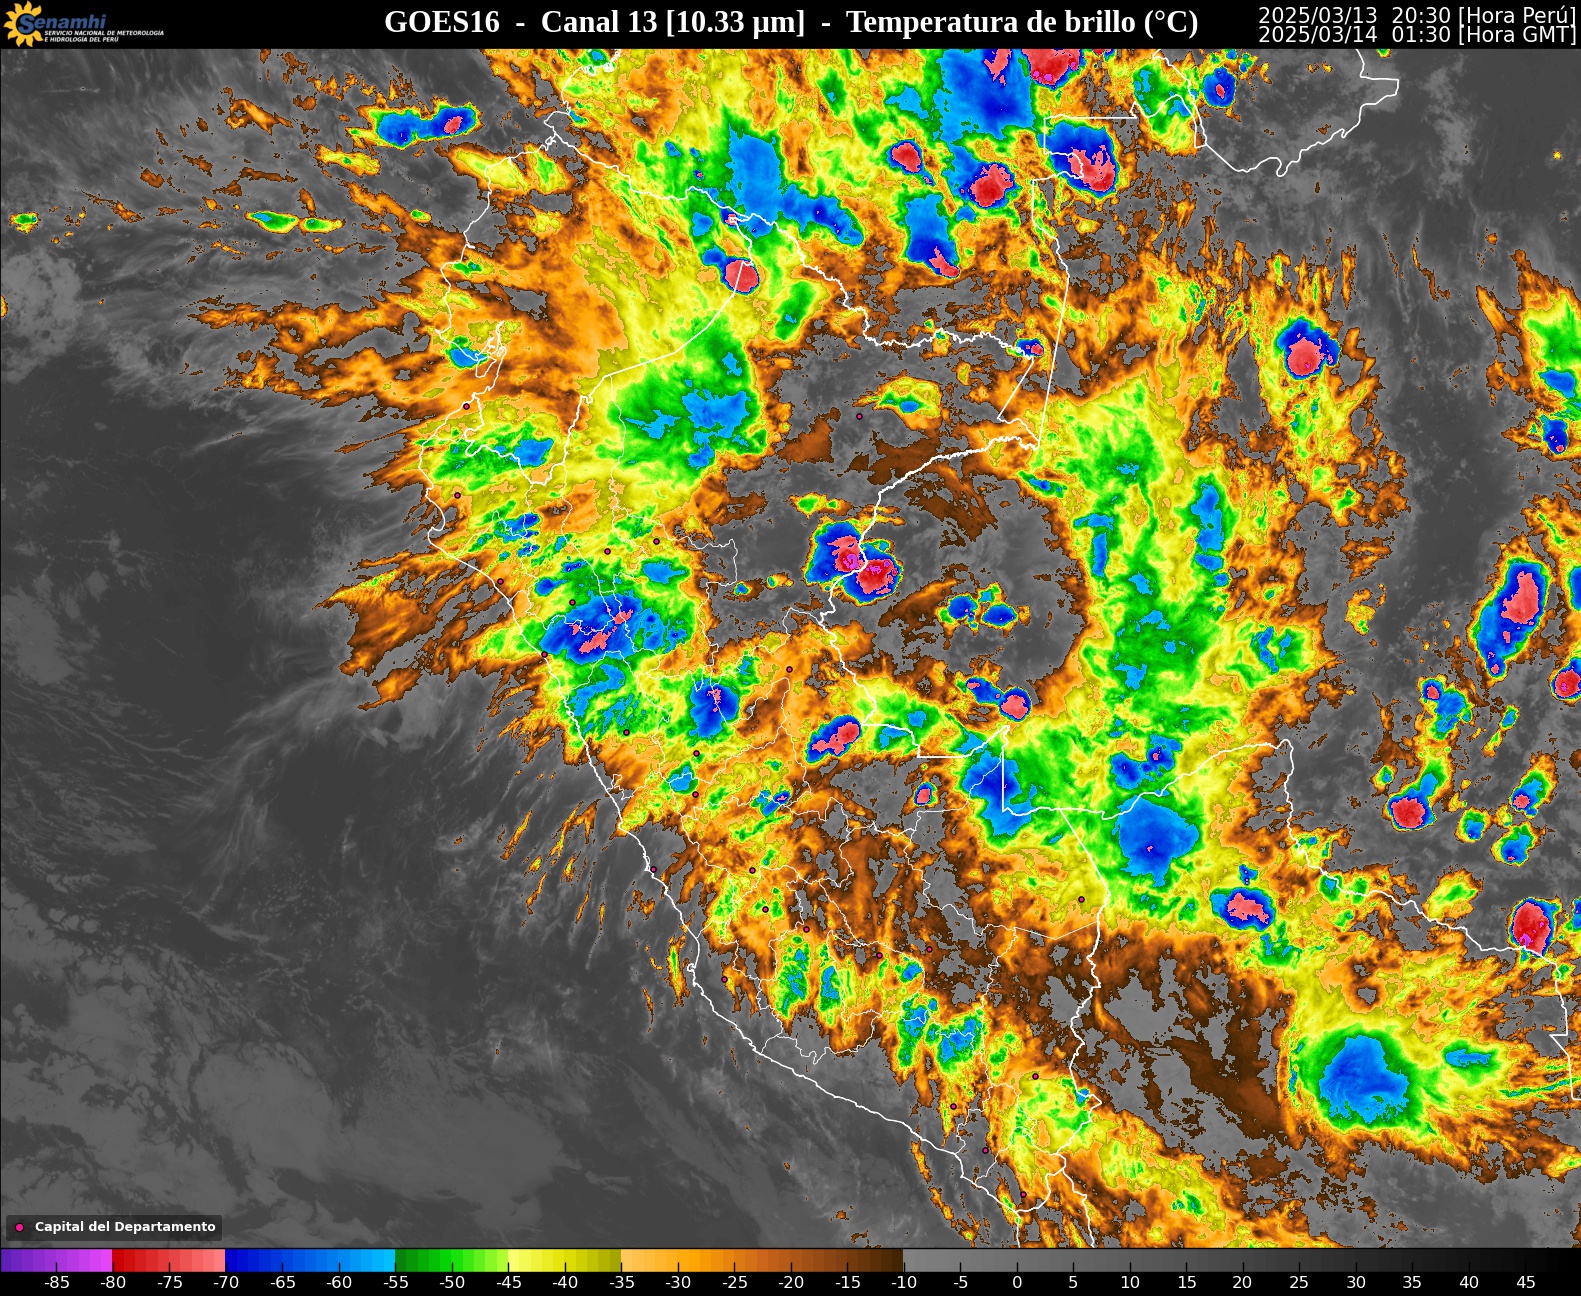 Senamhi
SERVICIO NACIONAL DE METEOROLOGÍA
E HIDROLOGÍA DEL PERÚ
GOES16 - Canal 13 [10.33 µm] - Temperatura de brillo (°C)
2025/03/13 20:30 [Hora Perú]
2025/03/14 01:30 [Hora GMT]
Capital del Departamento
-85 -80 -75 -70 -65 -60 -55 -50 -45 -40 -35 -30 -25 -20 -15 -10 -5 0 5 10 15 20 25 30 35 40 45